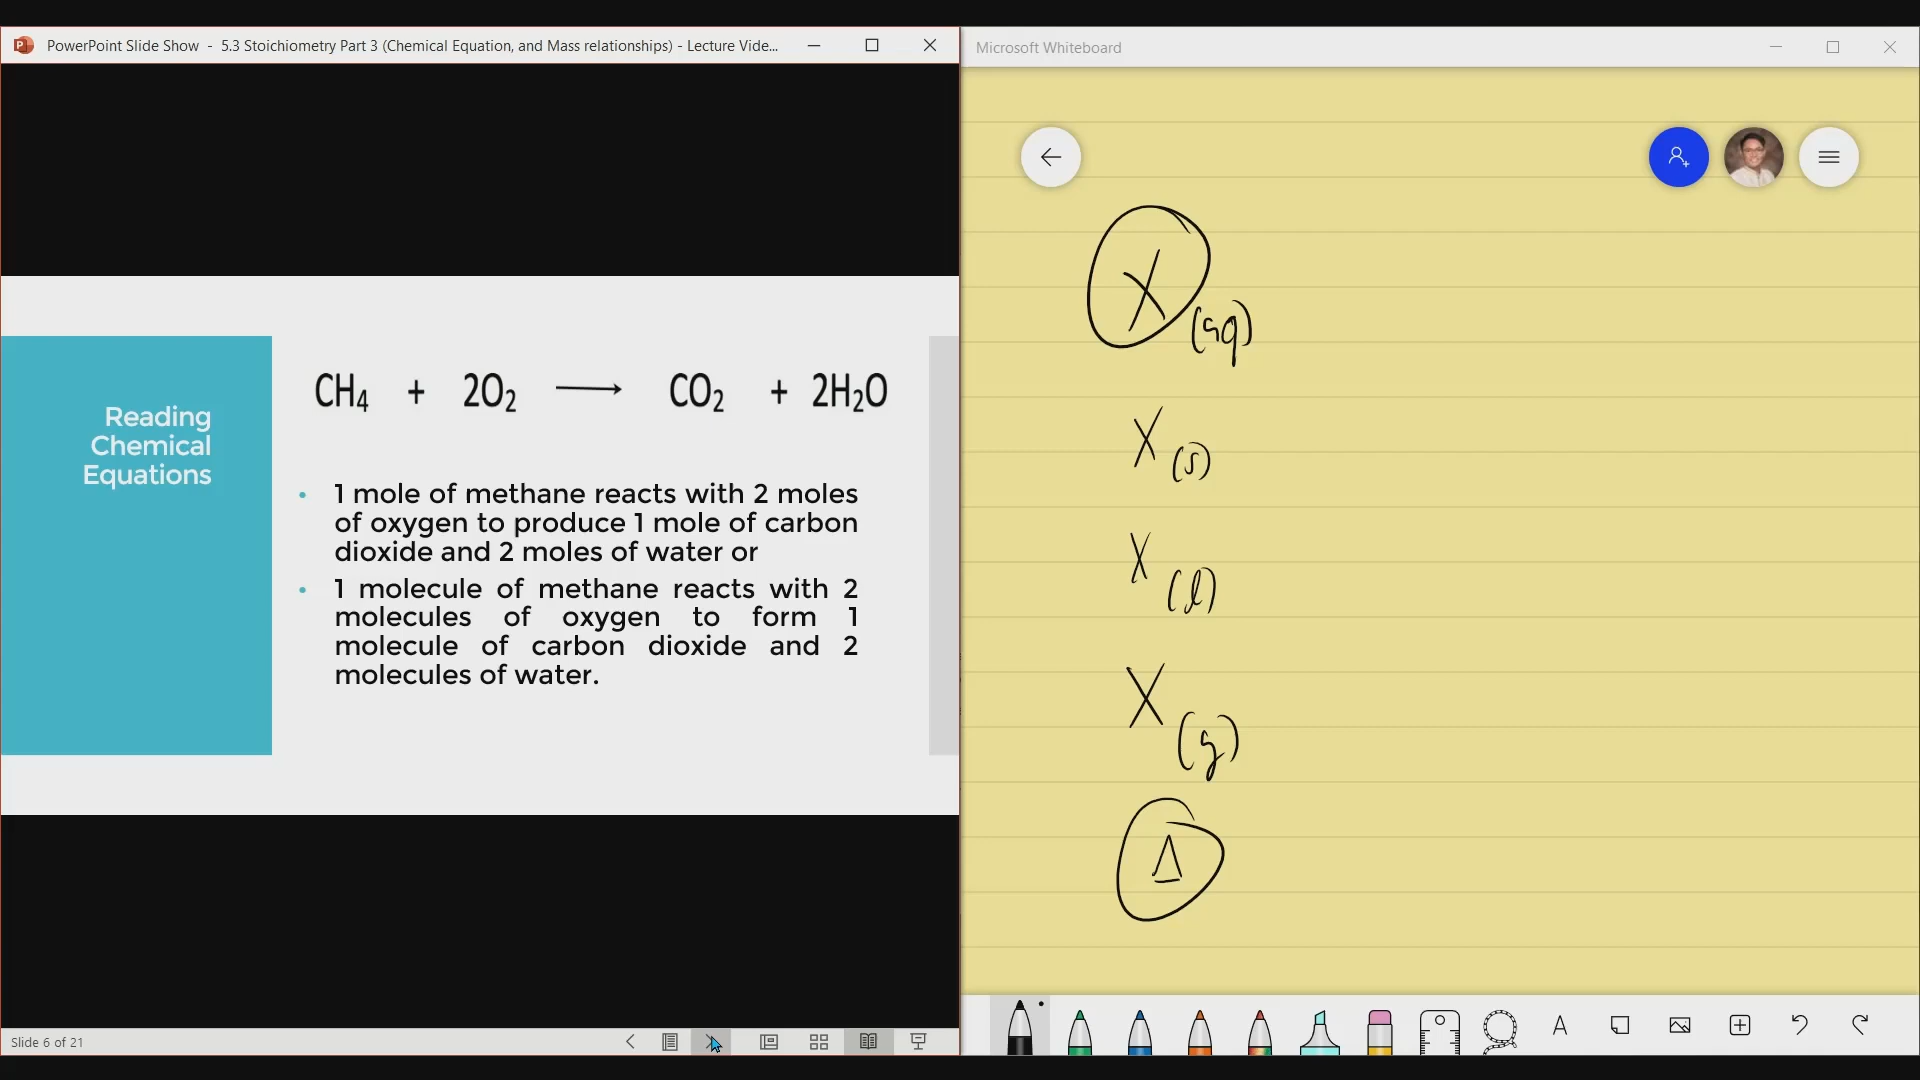 PowerPoint Slide Show - 5.3 Stoichiometry Part 3 (Chemical Equation, and Mass relationships) - Lecture Vide...
Reading
Chemical
Equations
CH₄ + 2O₂ ⟶ CO₂ + 2H₂O
• 1 mole of methane reacts with 2 moles
of oxygen to produce 1 mole of carbon
dioxide and 2 moles of water or
• 1 molecule of methane reacts with 2
molecules of oxygen to form 1
molecule of carbon dioxide and 2
molecules of water.
Slide 6 of 21
Microsoft Whiteboard
X (aq)
X (s)
X (l)
X (g)
Δ